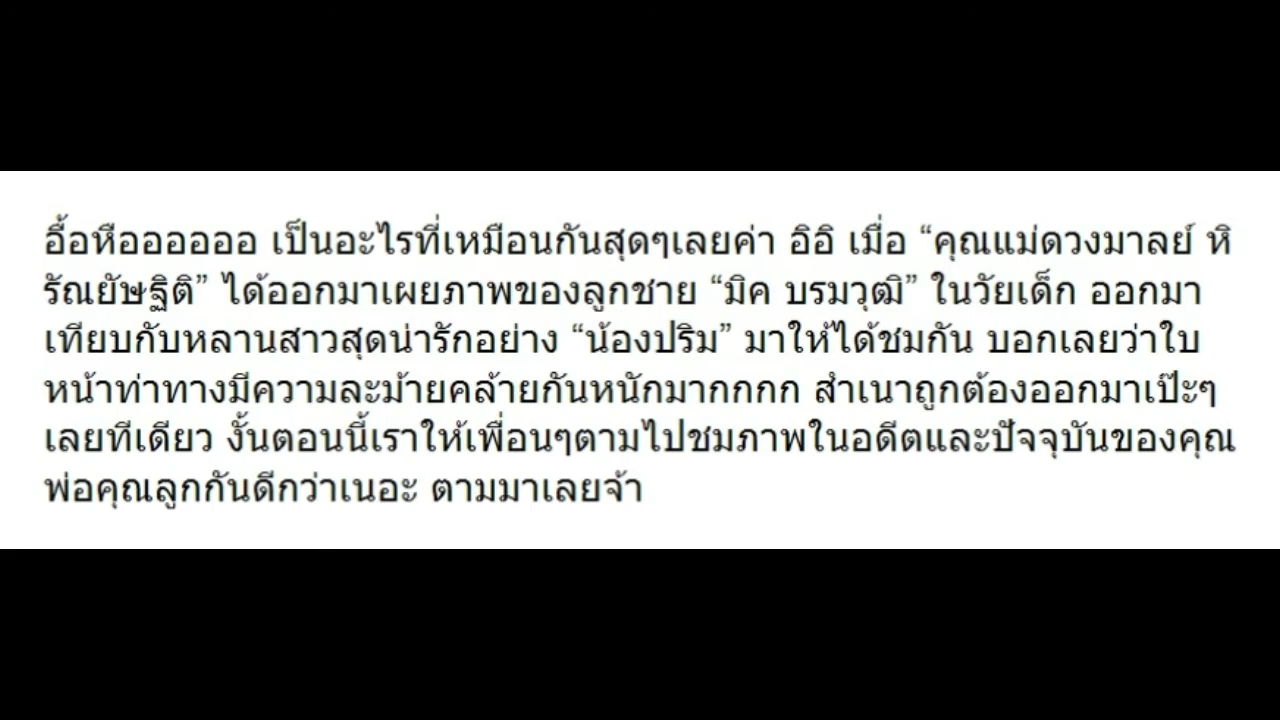 อื้อหืออออออ เป็นอะไรที่เหมือนกันสุดๆเลยค่า อิอิ เมื่อ “คุณแม่ดวงมาลย์ หิ
รัณยัษฐิติ” ได้ออกมาเผยภาพของลูกชาย “มิค บรมวุฒิ” ในวัยเด็ก ออกมา
เทียบกับหลานสาวสุดน่ารักอย่าง “น้องปริม” มาให้ได้ชมกัน บอกเลยว่าใบ
หน้าท่าทางมีความละม้ายคล้ายกันหนักมากกกก สำเนาถูกต้องออกมาเป๊ะๆ
เลยทีเดียว งั้นตอนนี้เราให้เพื่อนๆตามไปชมภาพในอดีตและปัจจุบันของคุณ
พ่อคุณลูกกันดีกว่าเนอะ ตามมาเลยจ้า